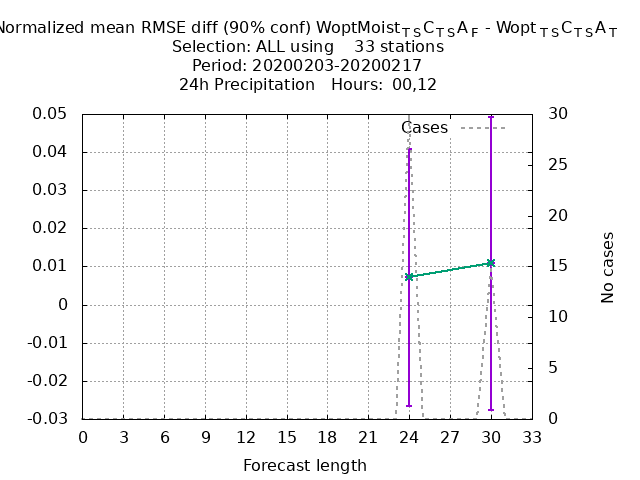 Normalized mean RMSE diff (90% conf) WoptMoist_TSC_TSA_F - Wopt_TSC_TSA_T
Selection: ALL using 33 stations
Period: 20200203-20200217
24h Precipitation Hours: 00,12
Cases
0.05
0.04
0.03
0.02
0.01
0
-0.01
-0.02
-0.03
30
25
20
15
10
5
0
No cases
0 3 6 9 12 15 18 21 24 27 30 33
Forecast length